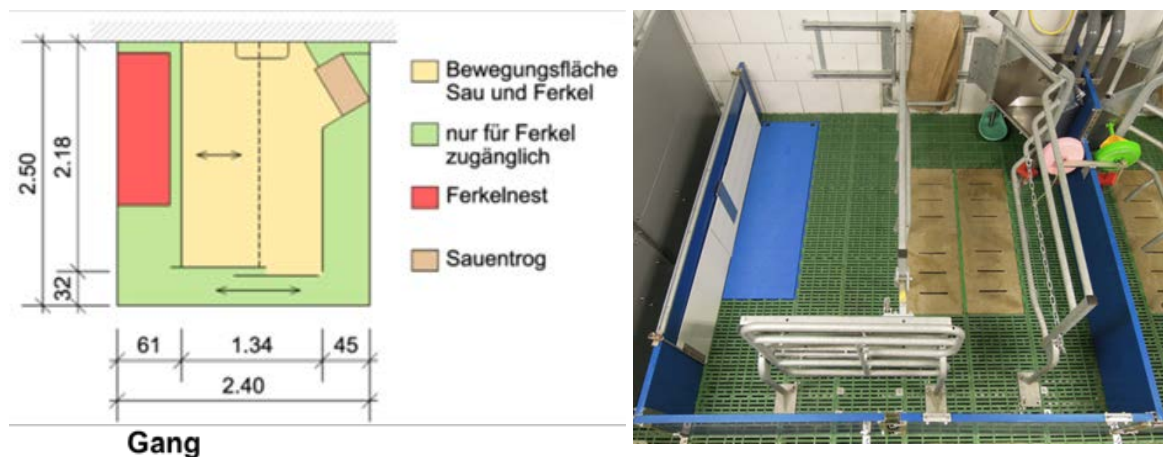 2.50
2.18
32
61
1.34
45
2.40
Gang
Bewegungsfläche
Sau und Ferkel
nur für Ferkel
zugänglich
Ferkelnest
Sauentrog